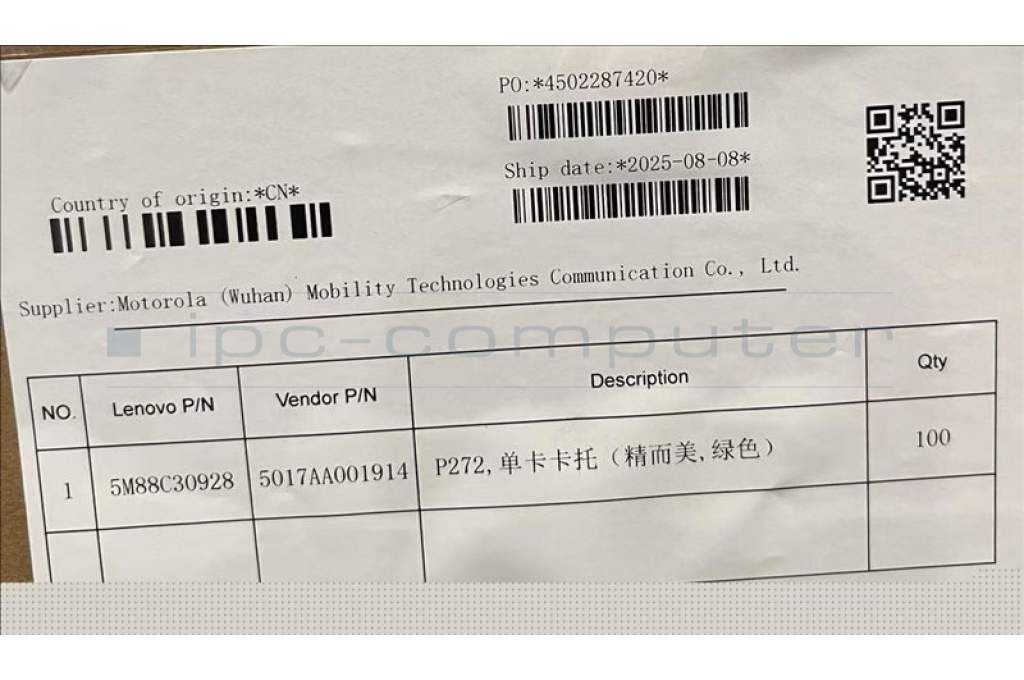 PO:*4502287420*
Ship date:*2025-08-08*
Country of origin:*CN*
Supplier:Motorola (Wuhan) Mobility Technologies Communication Co., Ltd.
ipc-computer
NO. Lenovo P/N Vendor P/N Description Qty
1 5M88C30928 5017AA001914 P272,单卡卡托（精而美,绿色） 100